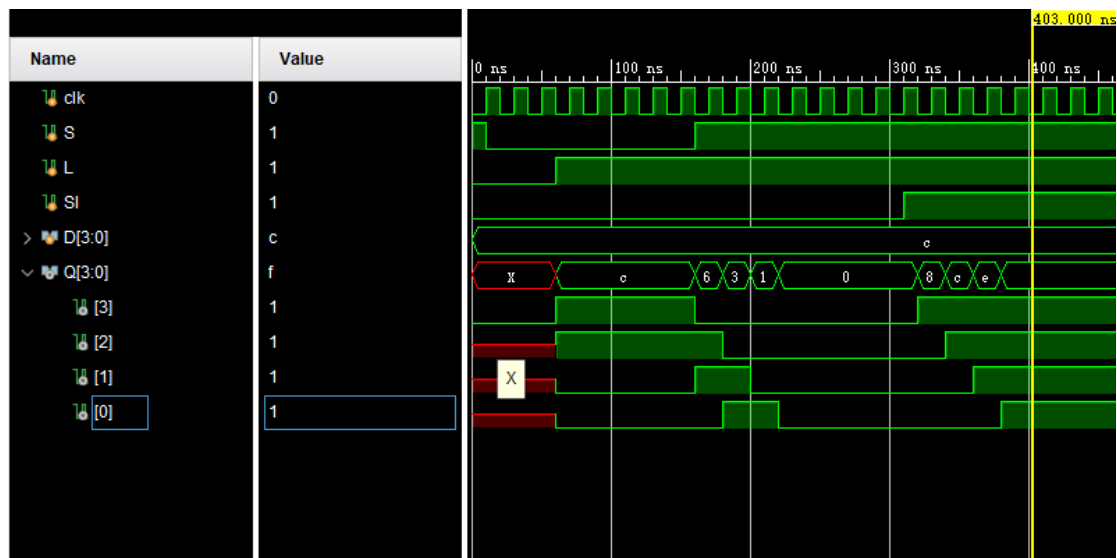 403.000 ns
Name Value
0 ns 100 ns 200 ns 300 ns 400 ns
clk 0
S 1
L 1
SI 1
D[3:0] c c
Q[3:0] f X c 6 3 1 0 8 c e
[3] 1
[2] 1
[1] 1 X
[0] 1